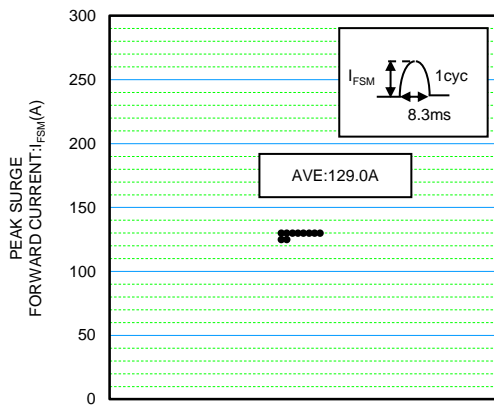 PEAK SURGE
FORWARD CURRENT:IFSM(A)
300
250
200
150
100
50
0
IFSM
1cyc
8.3ms
AVE:129.0A